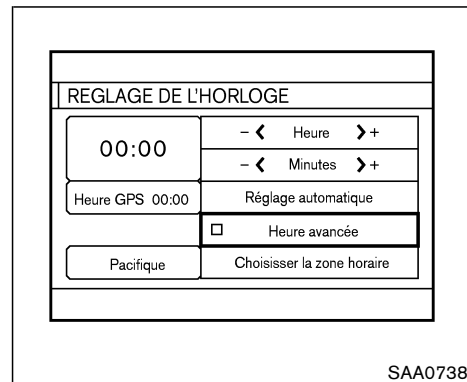 REGLAGE DE L'HORLOGE
00:00
- < Heure > +
- < Minutes > +
Heure GPS 00:00
Réglage automatique
Heure avancée
Pacifique
Choisisser la zone horaire
SAA0738